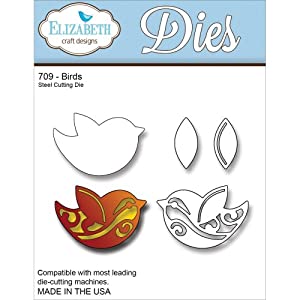 ELIZABETH
craft designs
Dies
709 - Birds
Steel Cutting Die
Compatible with most leading
die-cutting machines.
MADE IN THE USA